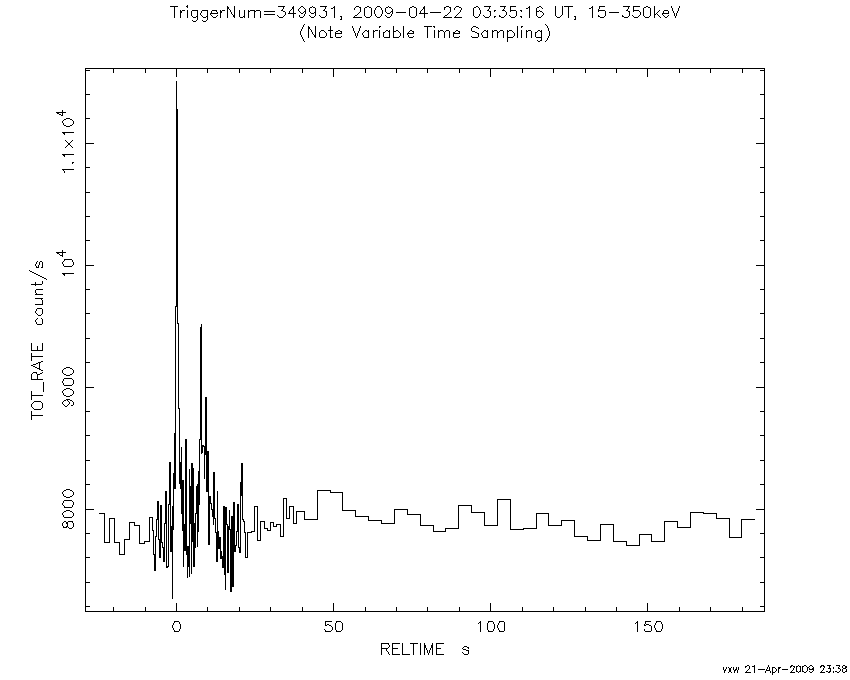 TriggerNum=349931, 2009-04-22 03:35:16 UT, 15-350keV
(Note Variable Time Sampling)
TOT_RATE count/s
1.1×10⁴
10⁴
9000
8000
0 50 100 150
RELTIME s
vxw 21-Apr-2009 23:38